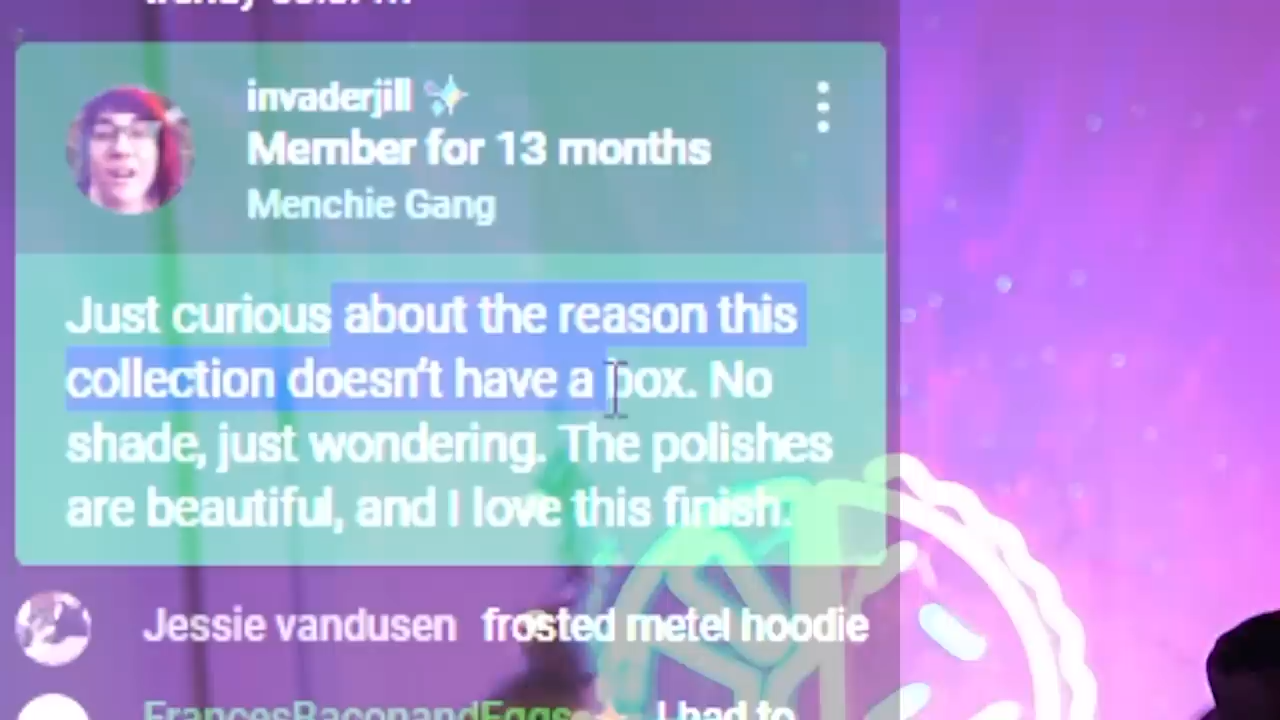 invaderjill
Member for 13 months
Menchie Gang
Just curious about the reason this
collection doesn't have a box. No
shade, just wondering. The polishes
are beautiful, and I love this finish.
Jessie vandusen frosted metel hoodie
FrancesBaconandEggs I had to